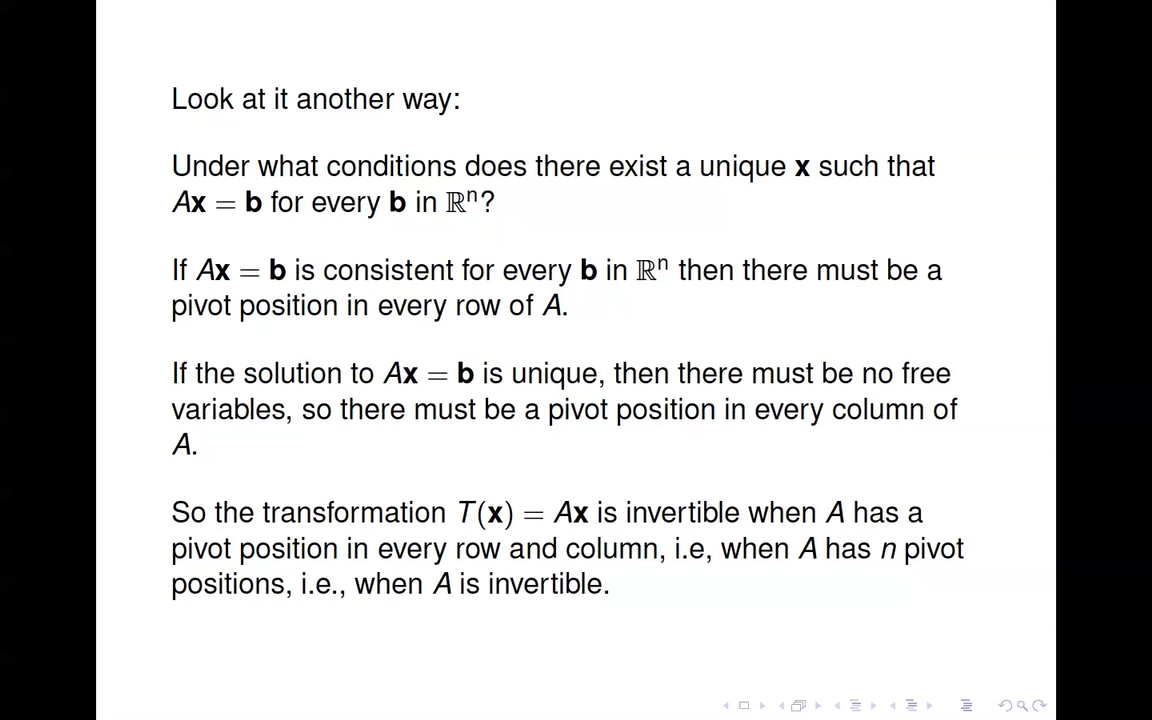 Look at it another way:
Under what conditions does there exist a unique x such that
Ax = b for every b in ℝⁿ?
If Ax = b is consistent for every b in ℝⁿ then there must be a
pivot position in every row of A.
If the solution to Ax = b is unique, then there must be no free
variables, so there must be a pivot position in every column of
A.
So the transformation T(x) = Ax is invertible when A has a
pivot position in every row and column, i.e, when A has n pivot
positions, i.e., when A is invertible.